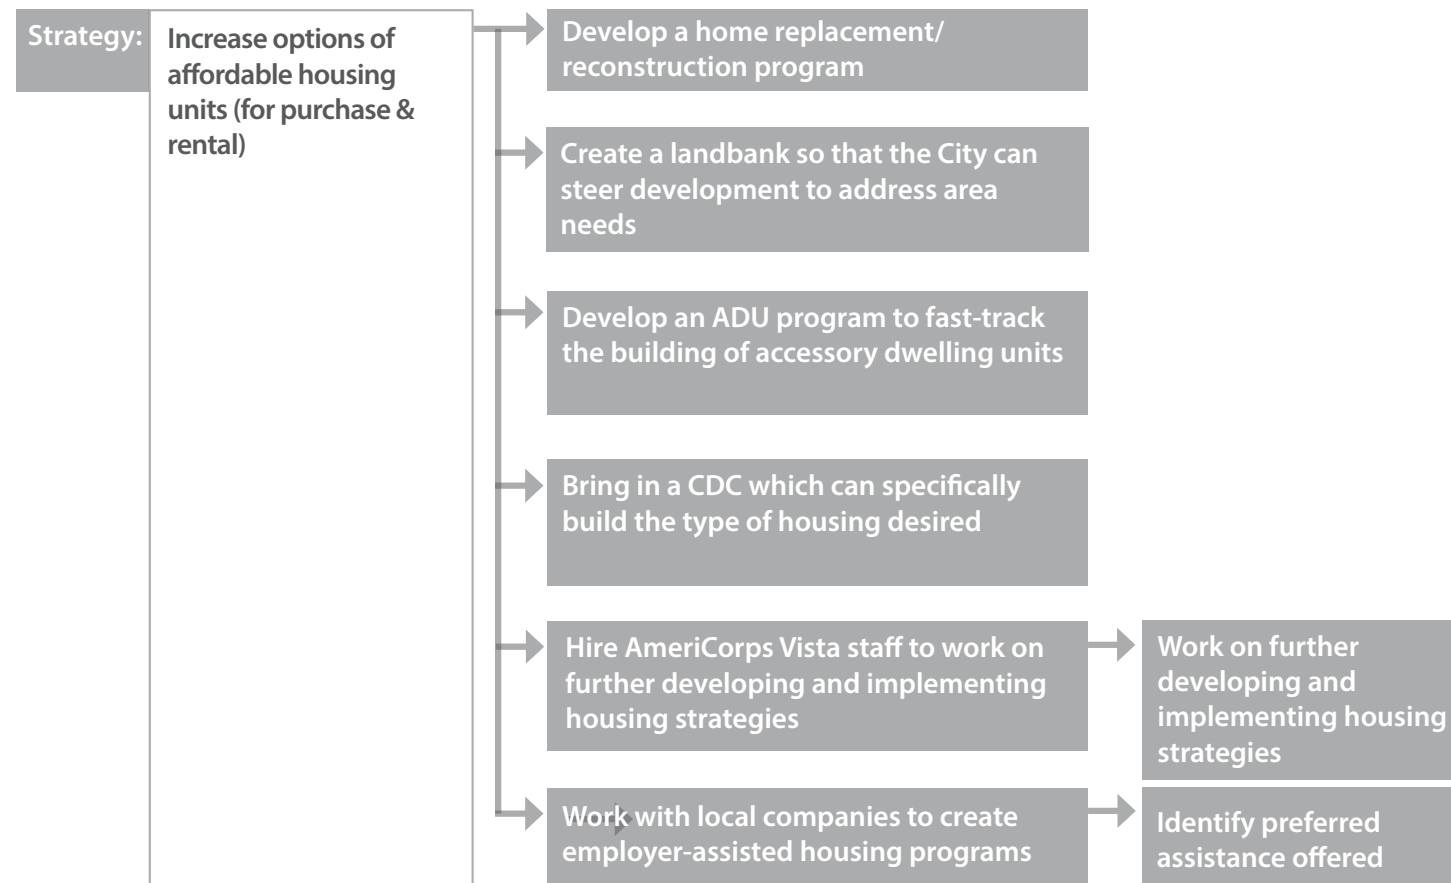 Strategy:
Increase options of
affordable housing
units (for purchase &
rental)
Develop a home replacement/
reconstruction program
Create a landbank so that the City can
steer development to address area
needs
Develop an ADU program to fast-track
the building of accessory dwelling units
Bring in a CDC which can specifically
build the type of housing desired
Hire AmeriCorps Vista staff to work on
further developing and implementing
housing strategies
Work on further
developing and
implementing housing
strategies
Work with local companies to create
employer-assisted housing programs
Identify preferred
assistance offered